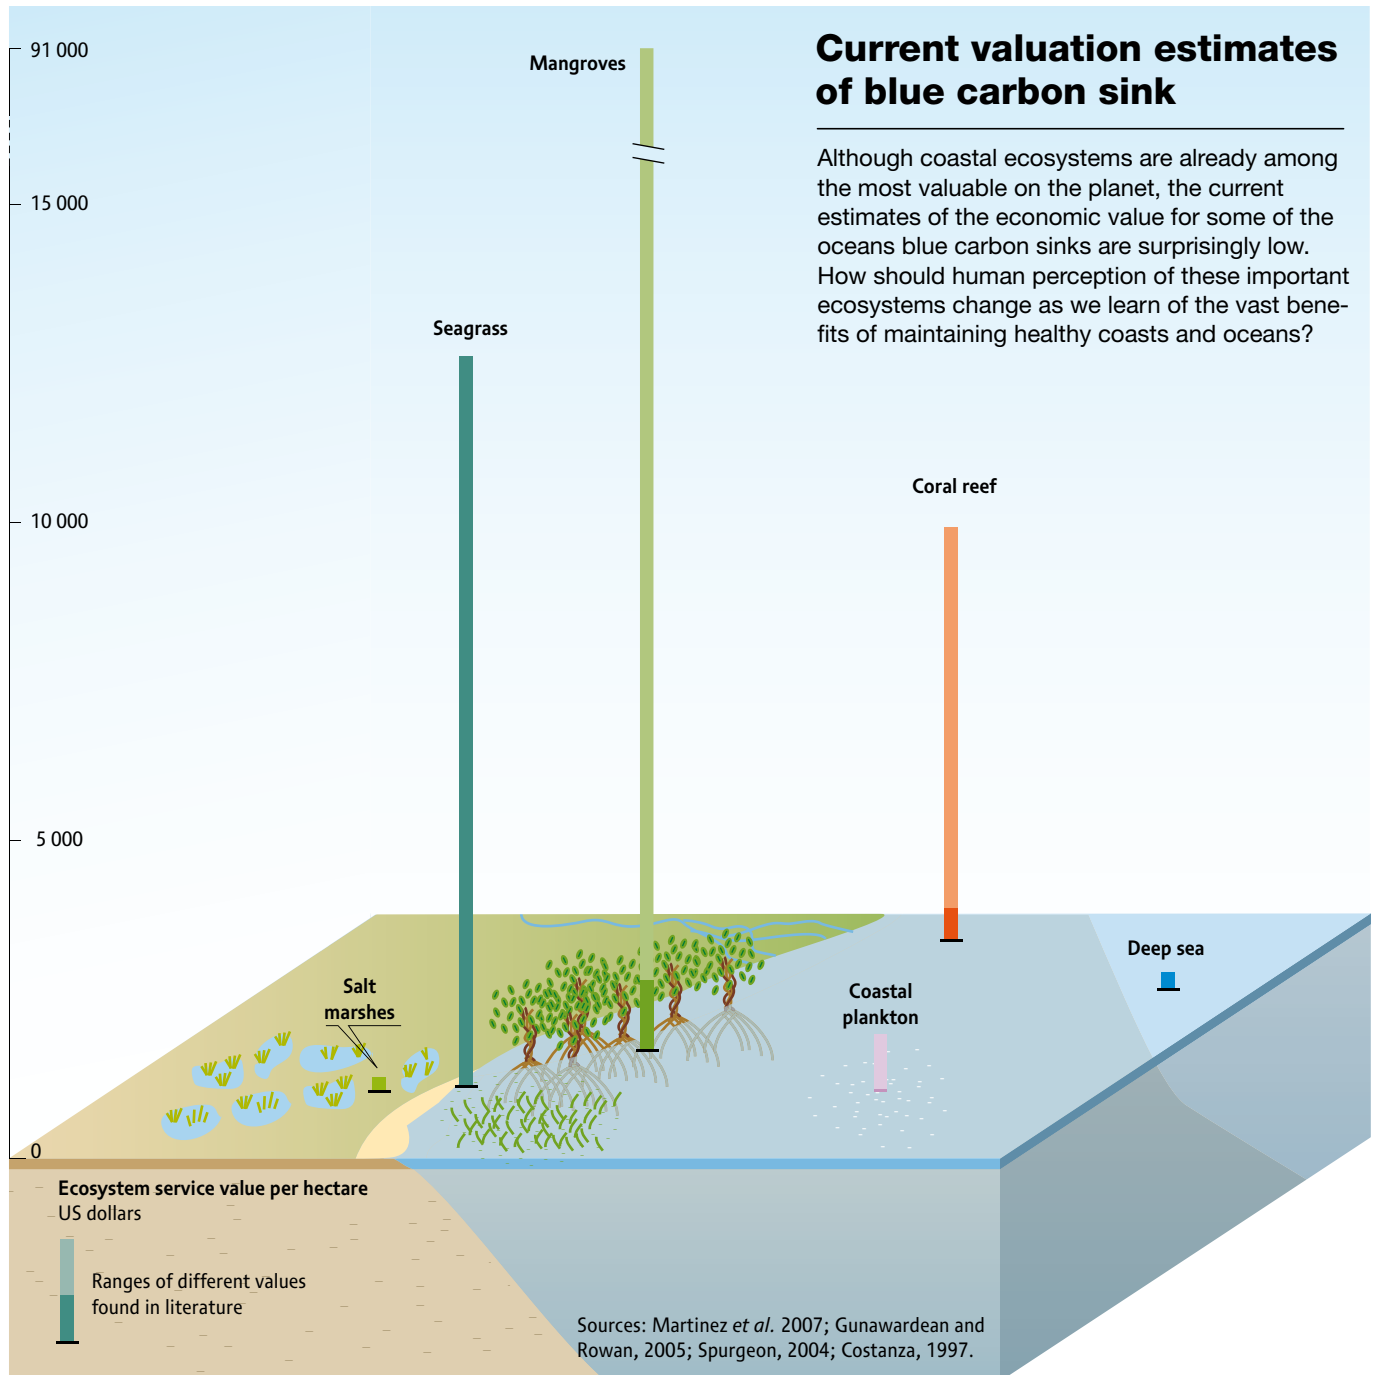 Current valuation estimates
of blue carbon sink
Although coastal ecosystems are already among
the most valuable on the planet, the current
estimates of the economic value for some of the
oceans blue carbon sinks are surprisingly low.
How should human perception of these important
ecosystems change as we learn of the vast bene-
fits of maintaining healthy coasts and oceans?
91 000
15 000
10 000
5 000
0
Mangroves
Seagrass
Coral reef
Deep sea
Salt
marshes
Coastal
plankton
Ecosystem service value per hectare
US dollars
Ranges of different values
found in literature
Sources: Martinez et al. 2007; Gunawardean and
Rowan, 2005; Spurgeon, 2004; Costanza, 1997.